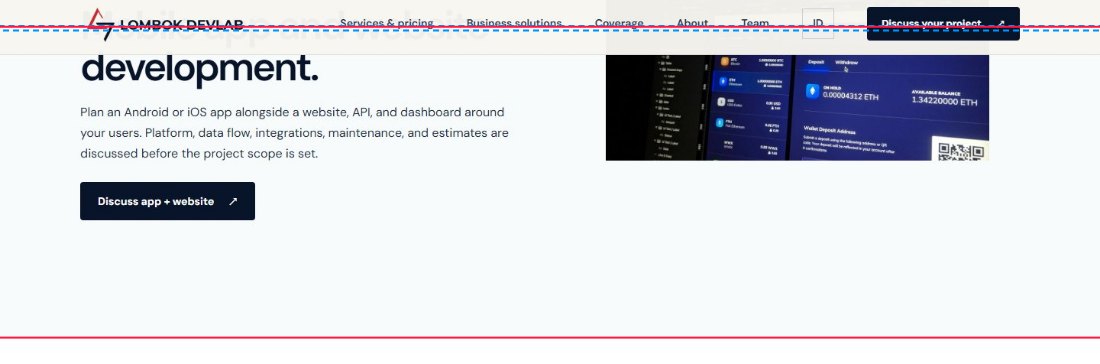 LOMBOK DEVLAB
Services & pricing
Business solutions
Coverage
About
Team
ID
Discuss your project ↗
development.
Plan an Android or iOS app alongside a website, API, and dashboard around
your users. Platform, data flow, integrations, maintenance, and estimates are
discussed before the project scope is set.
Discuss app + website ↗
Deposit
Withdraw
ON HOLD
0.00004312 ETH
AVAILABLE BALANCE
1.34220000 ETH
Wallet Deposit Address